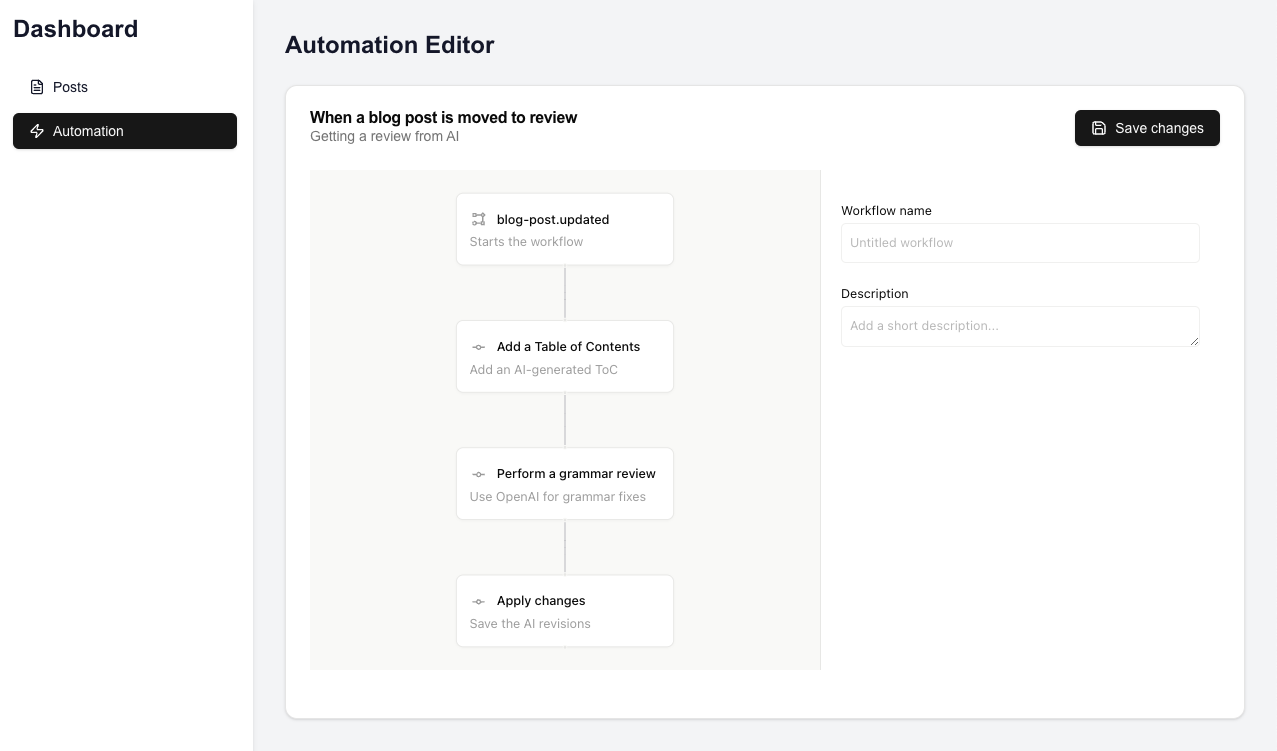 Dashboard
Posts
Automation
Automation Editor
When a blog post is moved to review
Getting a review from AI
Save changes
blog-post.updated
Starts the workflow
Add a Table of Contents
Add an AI-generated ToC
Perform a grammar review
Use OpenAI for grammar fixes
Apply changes
Save the AI revisions
Workflow name
Untitled workflow
Description
Add a short description...